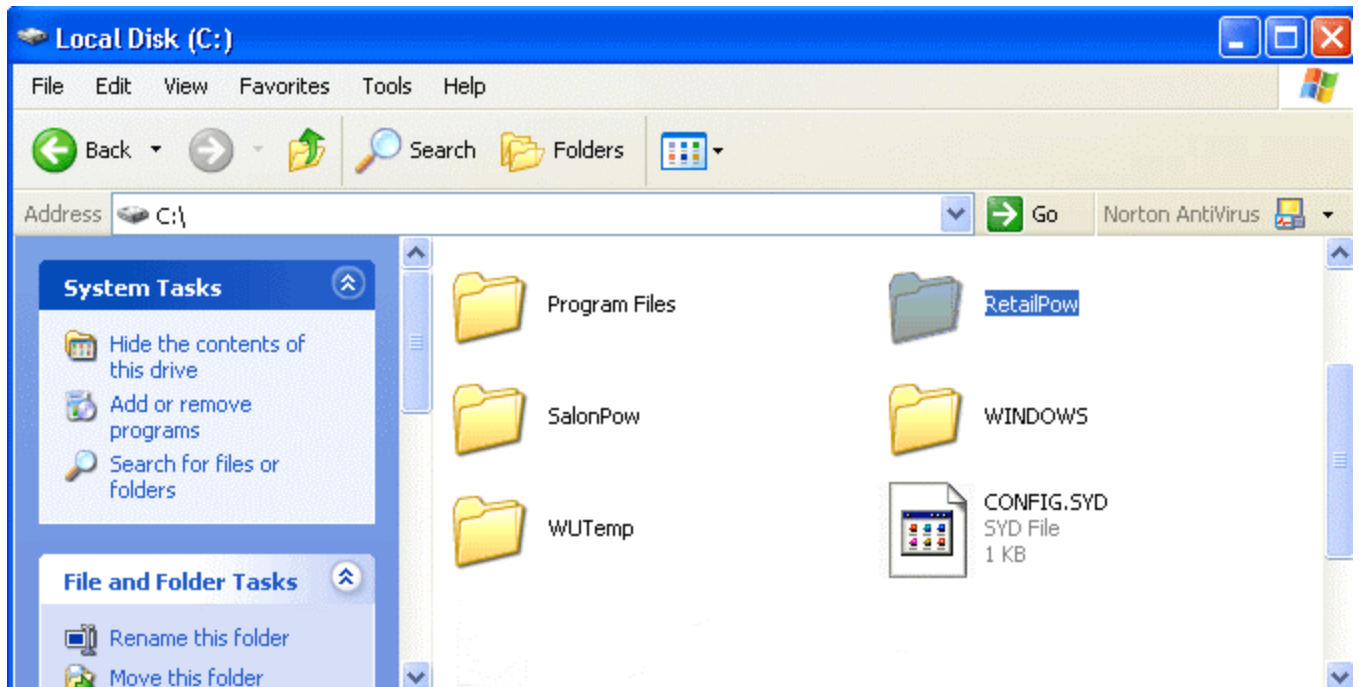 Local Disk (C:)
File Edit View Favorites Tools Help
Back Search Folders
Address C:\ Go Norton AntiVirus
System Tasks
Hide the contents of
this drive
Add or remove
programs
Search for files or
folders
File and Folder Tasks
Rename this folder
Move this folder
Program Files
RetailPow
SalonPow
WINDOWS
WUTemp
CONFIG.SYD
SYD File
1 KB